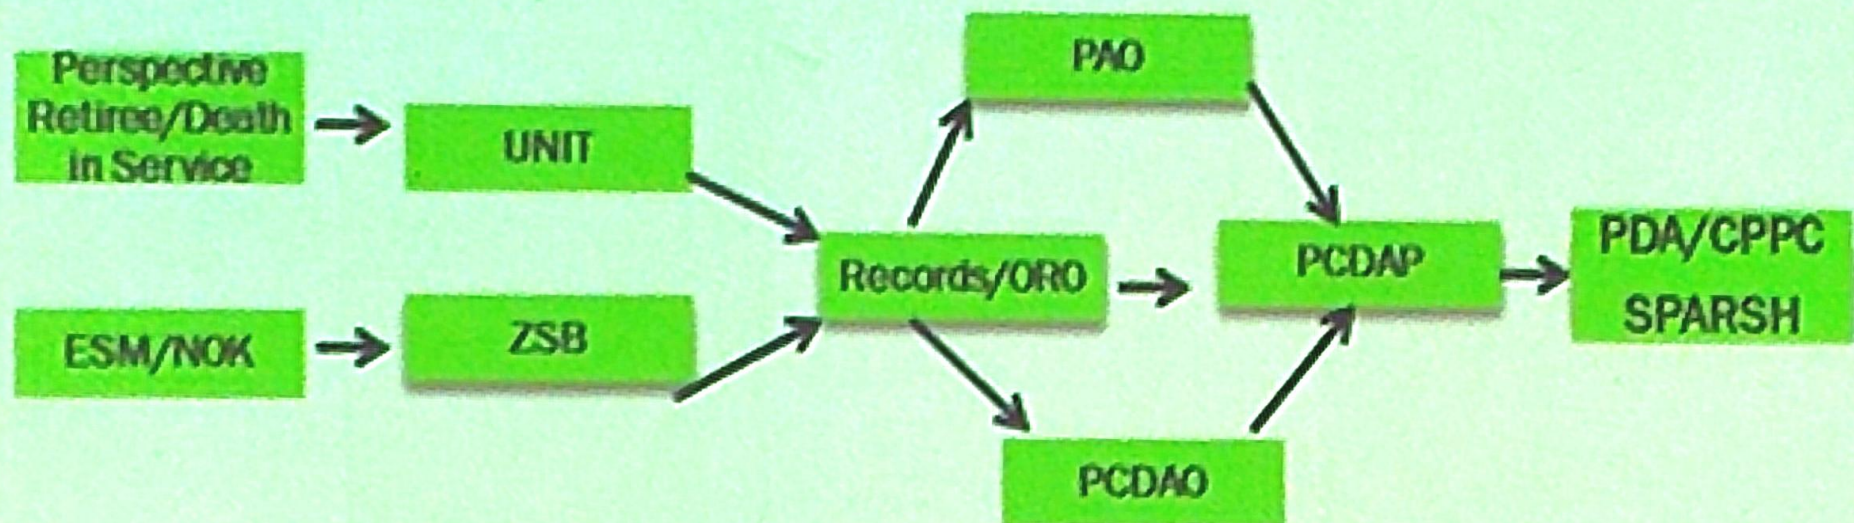 Perspective
Retiree/Death
in Service
UNIT
ESM/NOK
ZSB
Records/ORO
PAO
PCDAO
PCDAP
PDA/CPPC
SPARSH